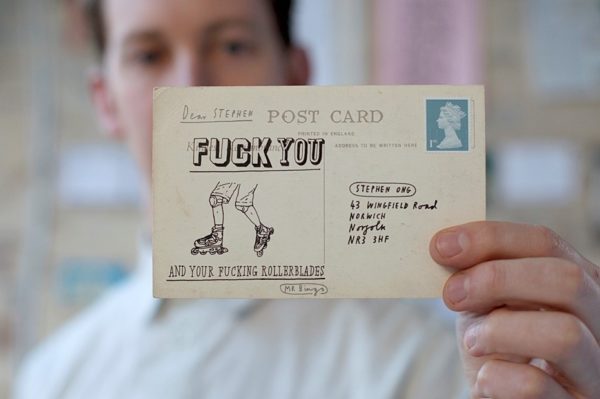 Dear STEPHEN
POST CARD
PRINTED IN ENGLAND
ADDRESS TO BE WRITTEN HERE
FUCK YOU
AND YOUR FUCKING ROLLERBLADES
MR Bingo
1st
STEPHEN ONG
43 WINGFIELD Road
NORWICH
Norfolk
NR3 3HF